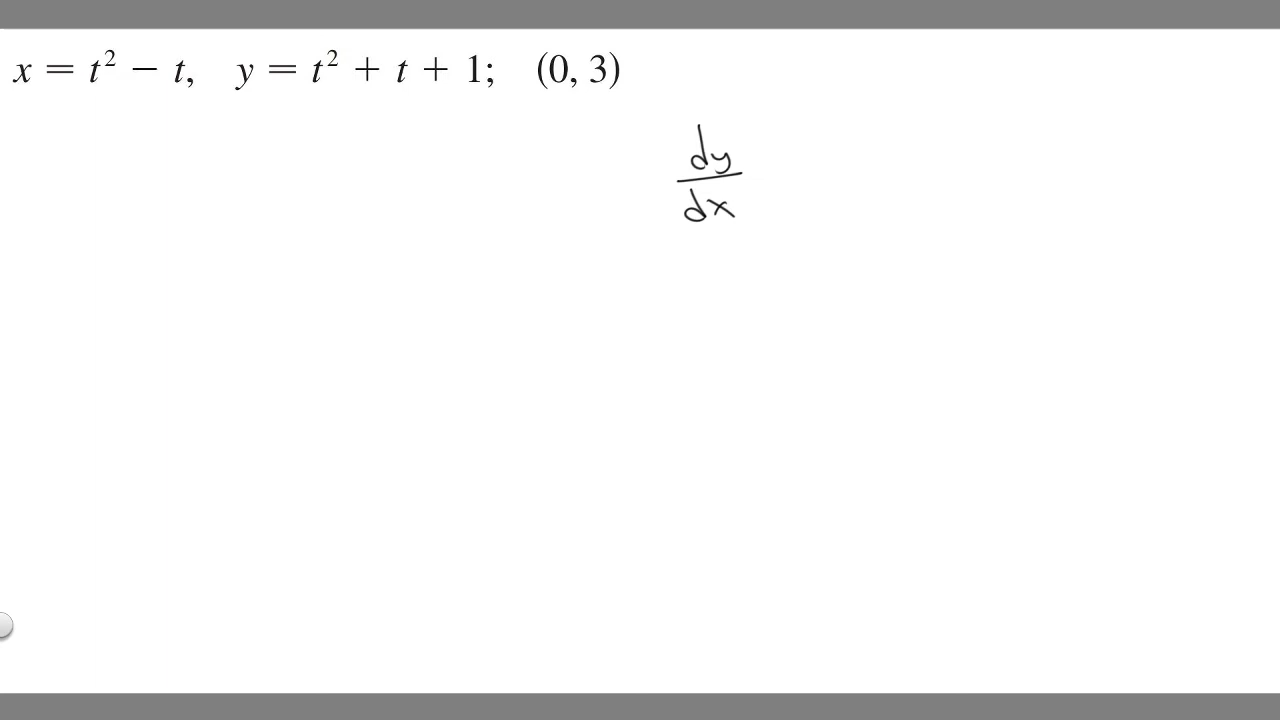 x = t² − t, y = t² + t + 1; (0, 3)
dy
dx